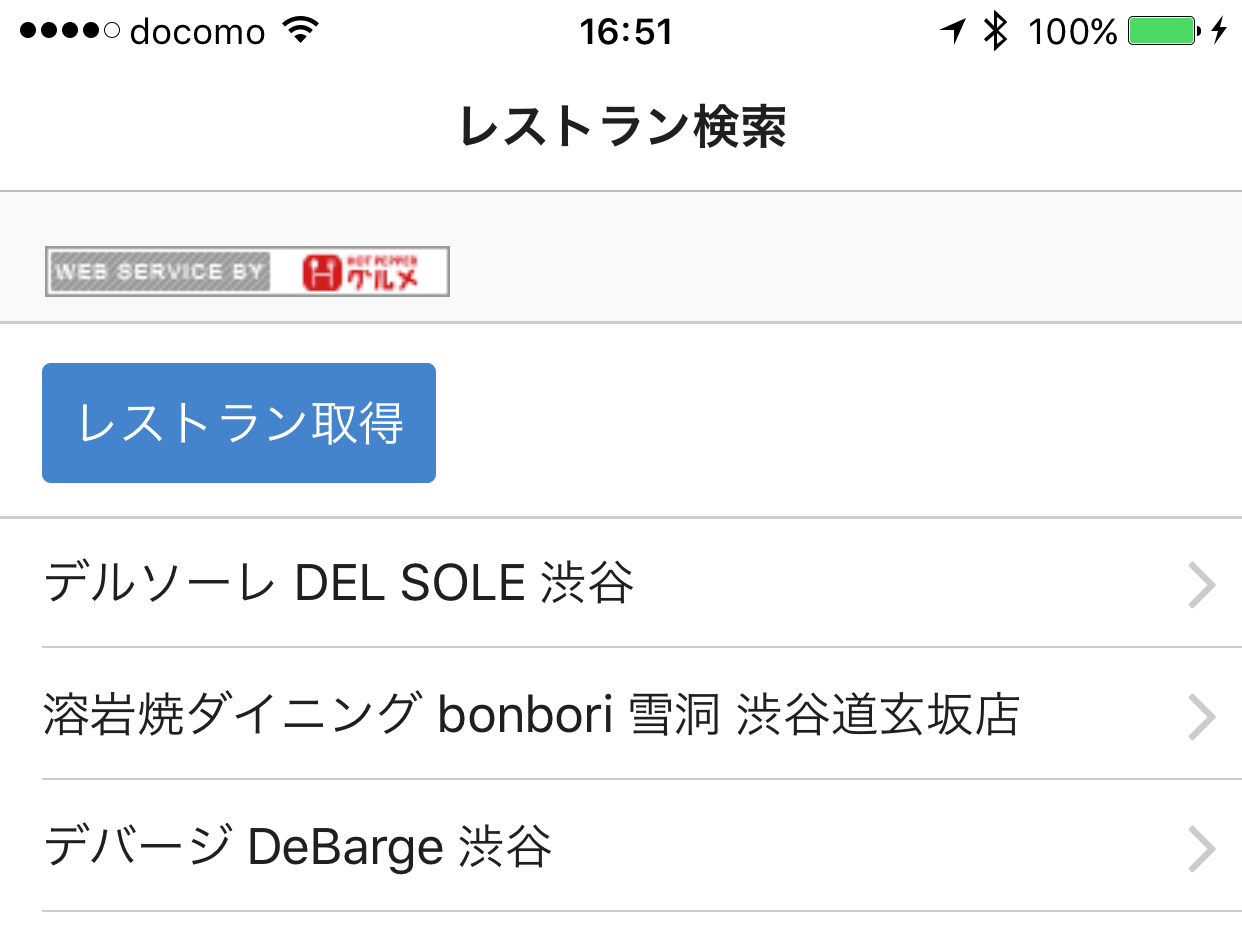 docomo 16:51 100%
レストラン検索
WEB SERVICE BY HOT PEPPER グルメ
レストラン取得
デルソーレ DEL SOLE 渋谷
溶岩焼ダイニング bonbori 雪洞 渋谷道玄坂店
デバージ DeBarge 渋谷